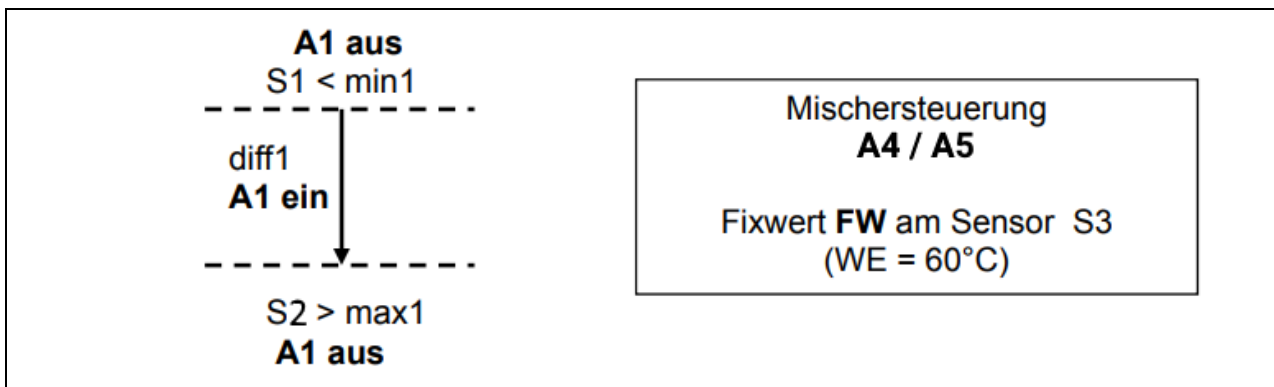 A1 aus
S1 < min1
diff1
A1 ein
S2 > max1
A1 aus
Mischersteuerung
A4 / A5
Fixwert FW am Sensor S3
(WE = 60°C)